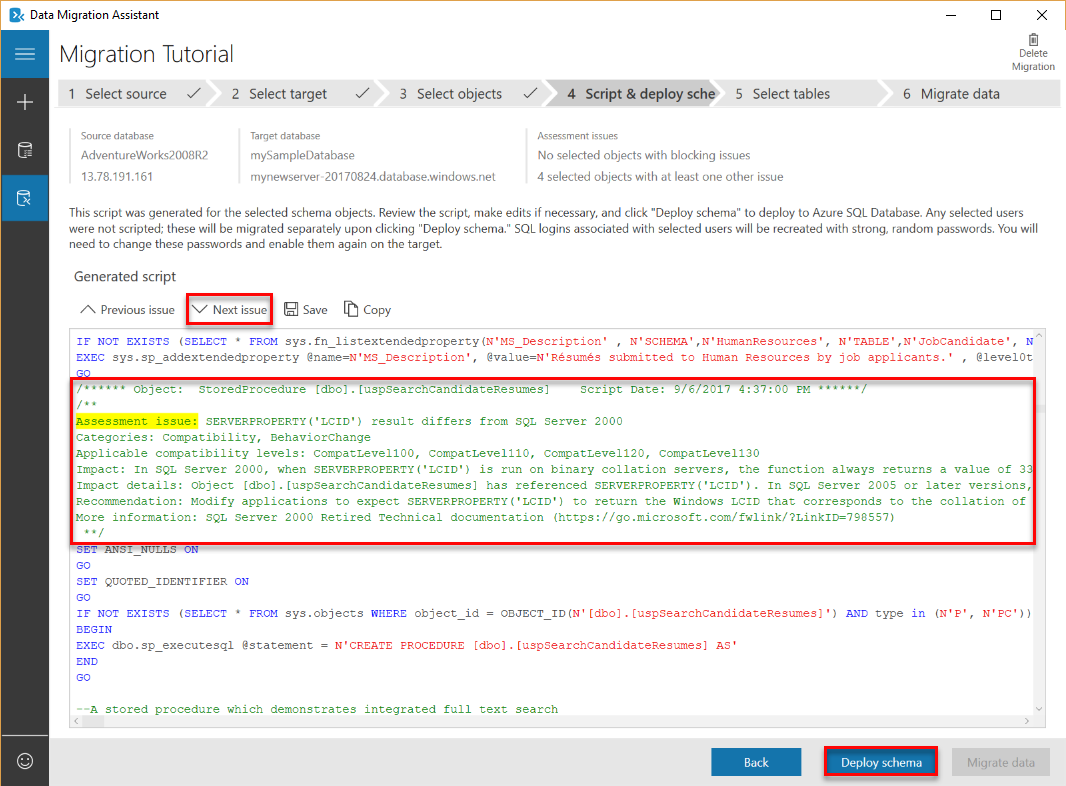 Data Migration Assistant
Migration Tutorial
Delete
Migration
1 Select source
2 Select target
3 Select objects
4 Script & deploy sche
5 Select tables
6 Migrate data
Source database
AdventureWorks2008R2
13.78.191.161
Target database
mySampleDatabase
mynewserver-20170824.database.windows.net
Assessment issues
No selected objects with blocking issues
4 selected objects with at least one other issue
This script was generated for the selected schema objects. Review the script, make edits if necessary, and click "Deploy schema" to deploy to Azure SQL Database. Any selected users
were not scripted; these will be migrated separately upon clicking "Deploy schema." SQL logins associated with selected users will be recreated with strong, random passwords. You will
need to change these passwords and enable them again on the target.
Generated script
Previous issue
Next issue
Save
Copy
IF NOT EXISTS (SELECT * FROM sys.fn_listextendedproperty(N'MS_Description' , N'SCHEMA',N'HumanResources', N'TABLE',N'JobCandidate', N
EXEC sys.sp_addextendedproperty @name=N'MS_Description', @value=N'Résumés submitted to Human Resources by job applicants.' , @level0t
GO
/****** Object:  StoredProcedure [dbo].[uspSearchCandidateResumes]    Script Date: 9/6/2017 4:37:00 PM ******/
/**
Assessment issue: SERVERPROPERTY('LCID') result differs from SQL Server 2000
Categories: Compatibility, BehaviorChange
Applicable compatibility levels: CompatLevel100, CompatLevel110, CompatLevel120, CompatLevel130
Impact: In SQL Server 2000, when SERVERPROPERTY('LCID') is run on binary collation servers, the function always returns a value of 33
Impact details: Object [dbo].[uspSearchCandidateResumes] has referenced SERVERPROPERTY('LCID'). In SQL Server 2005 or later versions,
Recommendation: Modify applications to expect SERVERPROPERTY('LCID') to return the Windows LCID that corresponds to the collation of
More information: SQL Server 2000 Retired Technical documentation (https://go.microsoft.com/fwlink/?LinkID=798557)
**/
SET ANSI_NULLS ON
GO
SET QUOTED_IDENTIFIER ON
GO
IF NOT EXISTS (SELECT * FROM sys.objects WHERE object_id = OBJECT_ID(N'[dbo].[uspSearchCandidateResumes]') AND type in (N'P', N'PC'))
BEGIN
EXEC dbo.sp_executesql @statement = N'CREATE PROCEDURE [dbo].[uspSearchCandidateResumes] AS'
END
GO
--A stored procedure which demonstrates integrated full text search
Back
Deploy schema
Migrate data